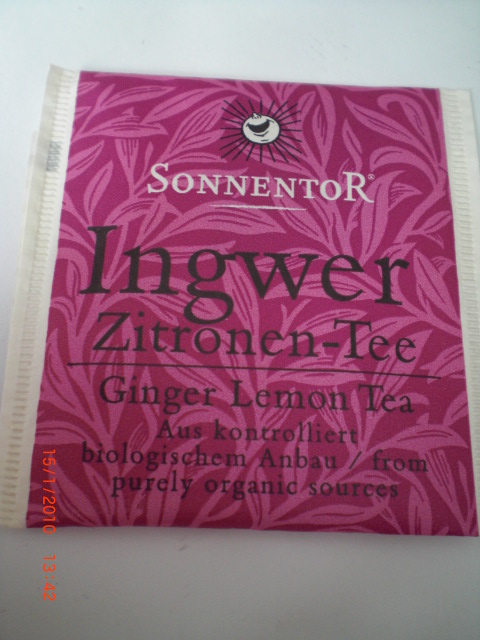 SONNENTOR®
Ingwer
Zitronen-Tee
Ginger Lemon Tea
Aus kontrolliert
biologischem Anbau / from
purely organic sources
15/1/2010 13:42